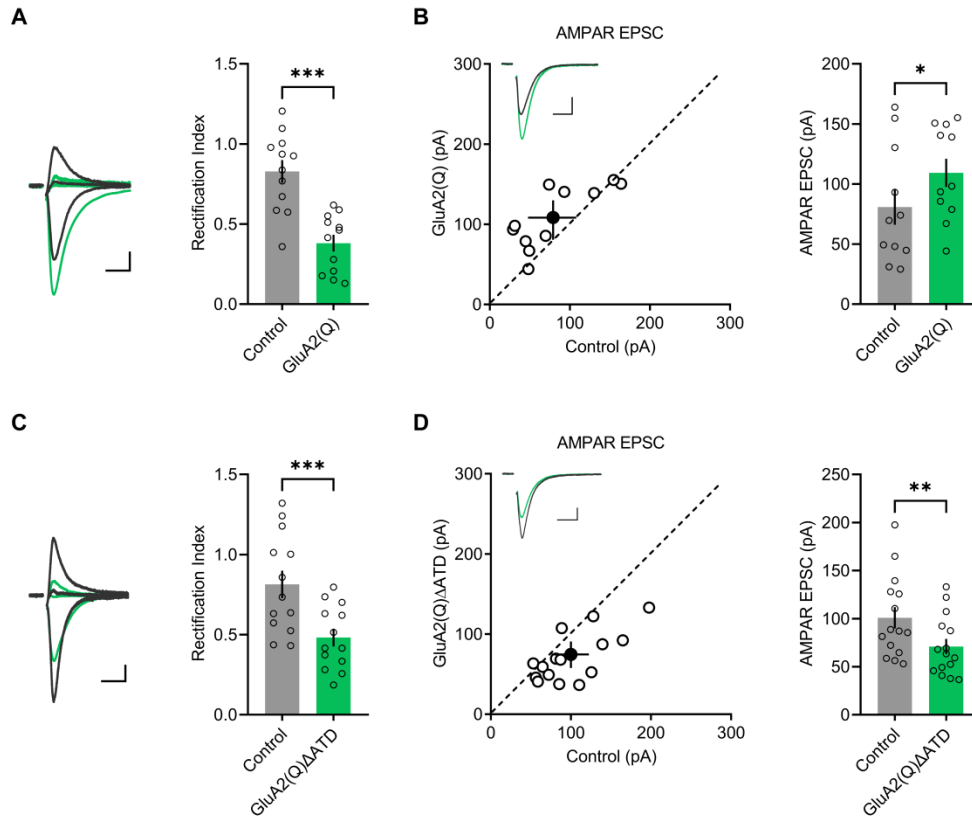 A
1.5
1.0
0.5
0.0
Rectification Index
***
Control
GluA2(Q)
B
AMPAR EPSC
300
200
100
0
GluA2(Q) (pA)
0
100
200
300
Control (pA)
200
150
100
50
0
AMPAR EPSC (pA)
*
Control
GluA2(Q)
C
1.5
1.0
0.5
0.0
Rectification Index
***
Control
GluA2(Q)ΔATD
D
AMPAR EPSC
300
200
100
0
GluA2(Q)ΔATD (pA)
0
100
200
300
Control (pA)
250
200
150
100
50
0
AMPAR EPSC (pA)
**
Control
GluA2(Q)ΔATD